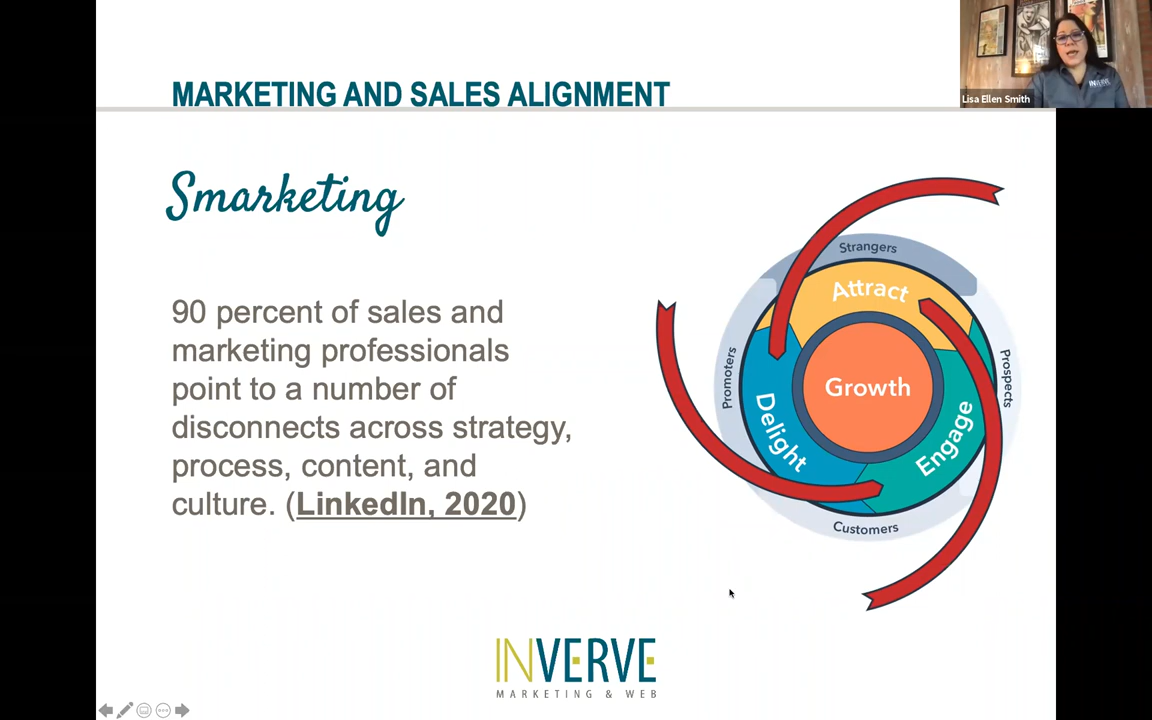 MARKETING AND SALES ALIGNMENT
INVERVE
Lisa Ellen Smith
Smarketing
90 percent of sales and
marketing professionals
point to a number of
disconnects across strategy,
process, content, and
culture. (LinkedIn, 2020)
Strangers
Attract
Promoters
Growth
Prospects
Delight
Engage
Customers
INVERVE
MARKETING & WEB